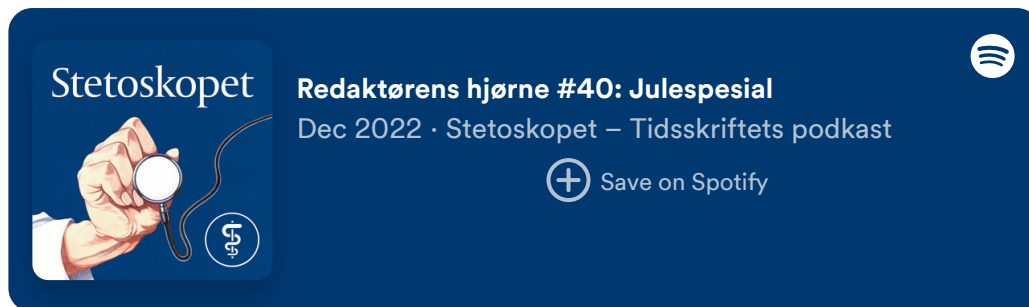 Stetoskopet
Redaktørens hjørne #40: Julespesial
Dec 2022 · Stetoskopet – Tidsskriftets podkast
Save on Spotify